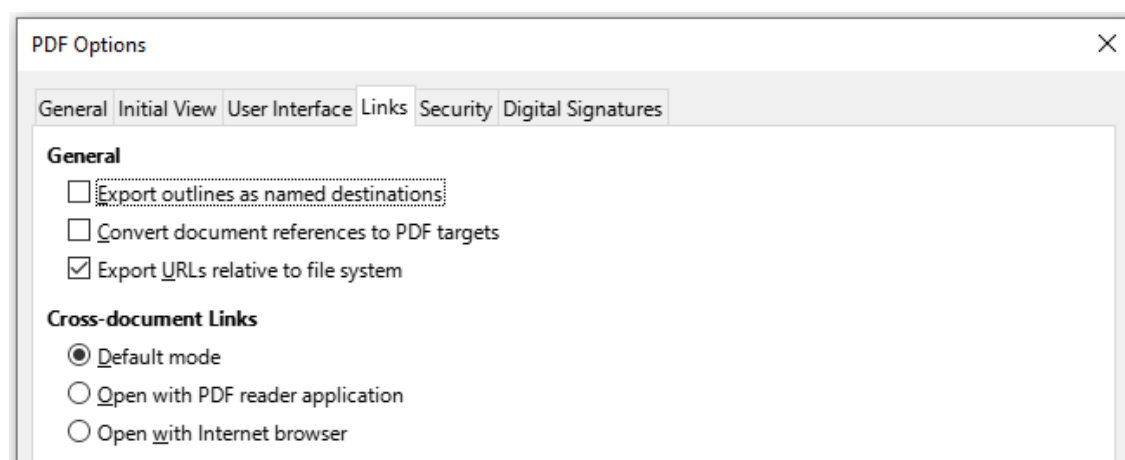 PDF Options
General Initial View User Interface Links Security Digital Signatures
General
Export outlines as named destinations
Convert document references to PDF targets
Export URLs relative to file system
Cross-document Links
Default mode
Open with PDF reader application
Open with Internet browser